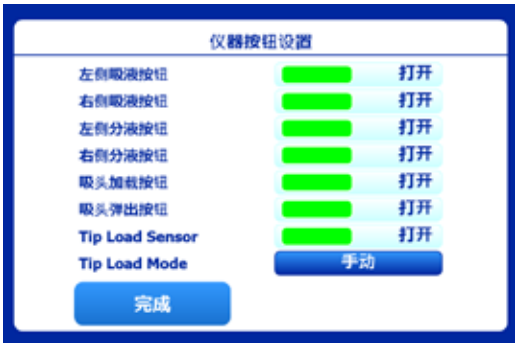 仪器按钮设置
左侧吸液按钮 打开
右侧吸液按钮 打开
左侧分液按钮 打开
右侧分液按钮 打开
吸头加载按钮 打开
吸头弹出按钮 打开
Tip Load Sensor 打开
Tip Load Mode 手动
完成